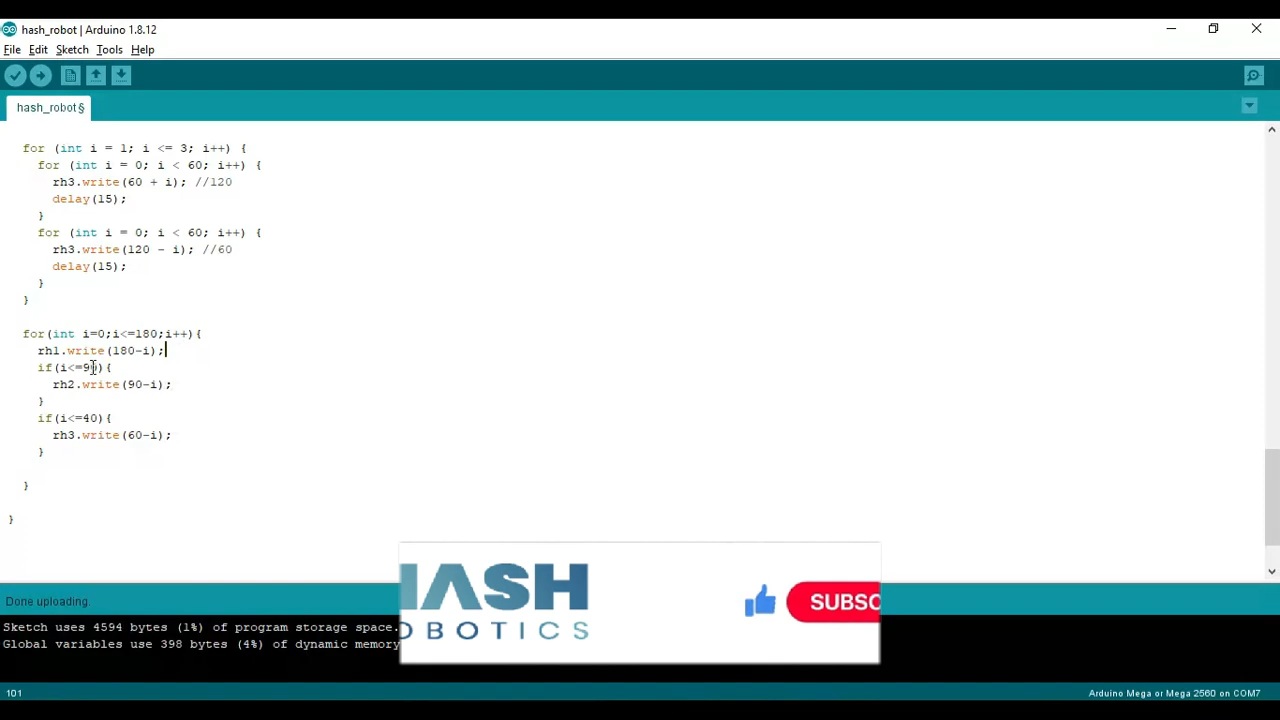 hash_robot | Arduino 1.8.12
File Edit Sketch Tools Help
hash_robot§
for (int i = 1; i <= 3; i++) {
for (int i = 0; i < 60; i++) {
rh3.write(60 + i); //120
delay(15);
}
for (int i = 0; i < 60; i++) {
rh3.write(120 - i); //60
delay(15);
}
}
for(int i=0;i<=180;i++){
rh1.write(180-i);
if(i<=90){
rh2.write(90-i);
}
if(i<=40){
rh3.write(60-i);
}
}
}
HASH
OBOTICS
SUBSC
Done uploading.
Sketch uses 4594 bytes (1%) of program storage space.
Global variables use 398 bytes (4%) of dynamic memory
101
Arduino Mega or Mega 2560 on COM7